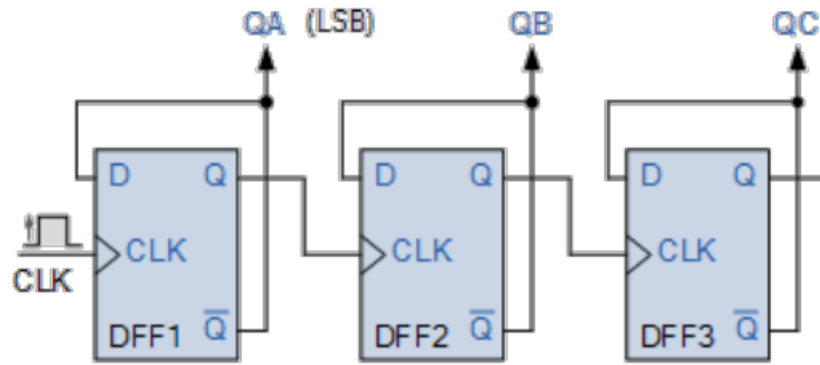 QA (LSB) QB QC
D Q D Q D Q
CLK CLK CLK
CLK
DFF1 Q̅ DFF2 Q̅ DFF3 Q̅